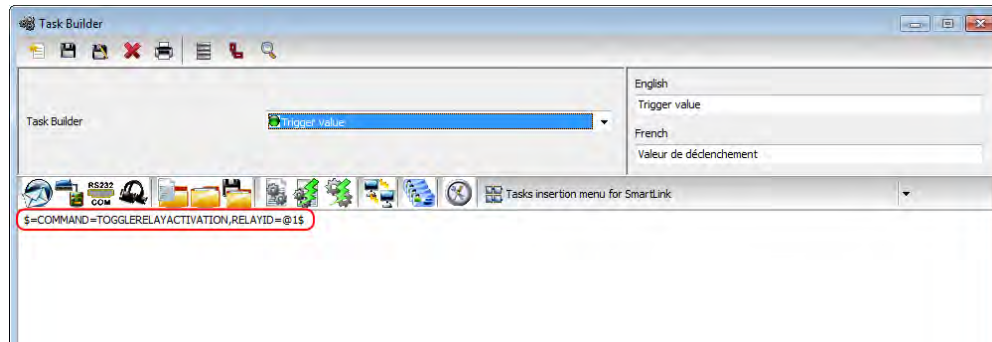 Task Builder
English
Trigger value
Task Builder
Trigger value
French
Valeur de déclenchement
RS232
COM
Tasks insertion menu for SmartLink
$=COMMAND=TOGGLERELAYACTIVATION,RELAYID=@1$